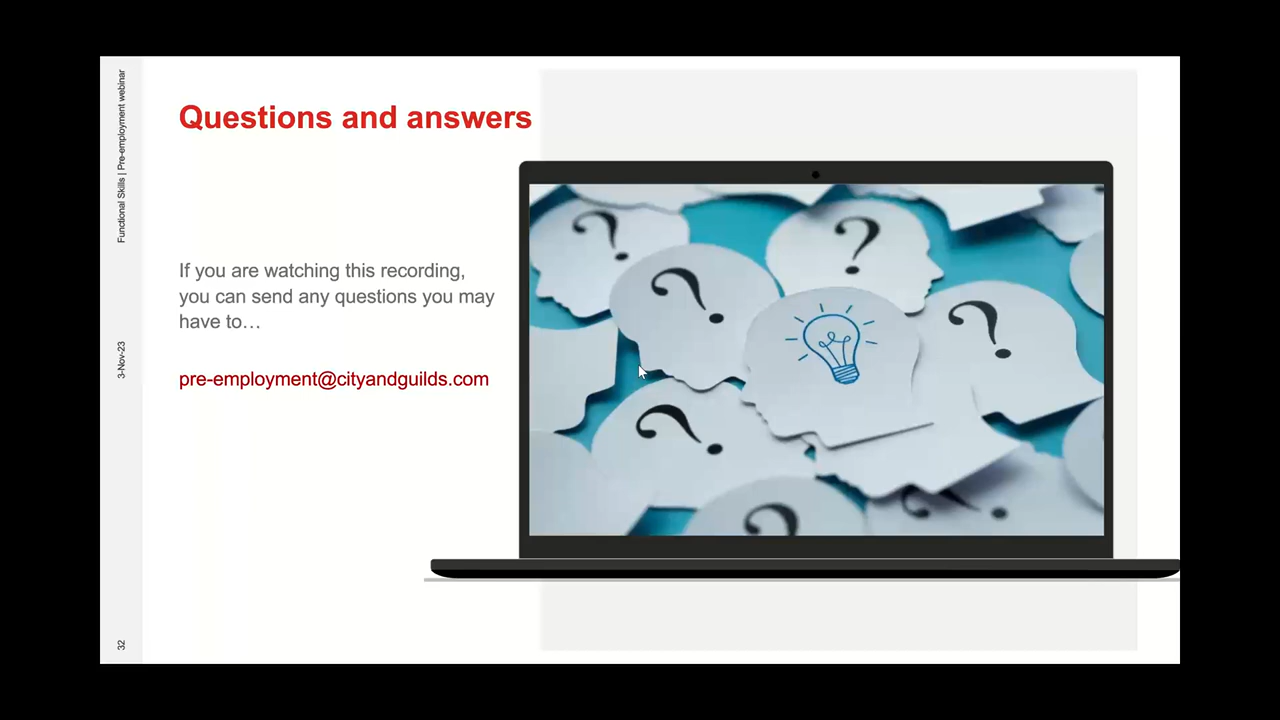 Functional Skills | Pre-employment webinar
3-Nov-23
32
Questions and answers
If you are watching this recording,
you can send any questions you may
have to…
pre-employment@cityandguilds.com
?
?
?
?
?
?
?